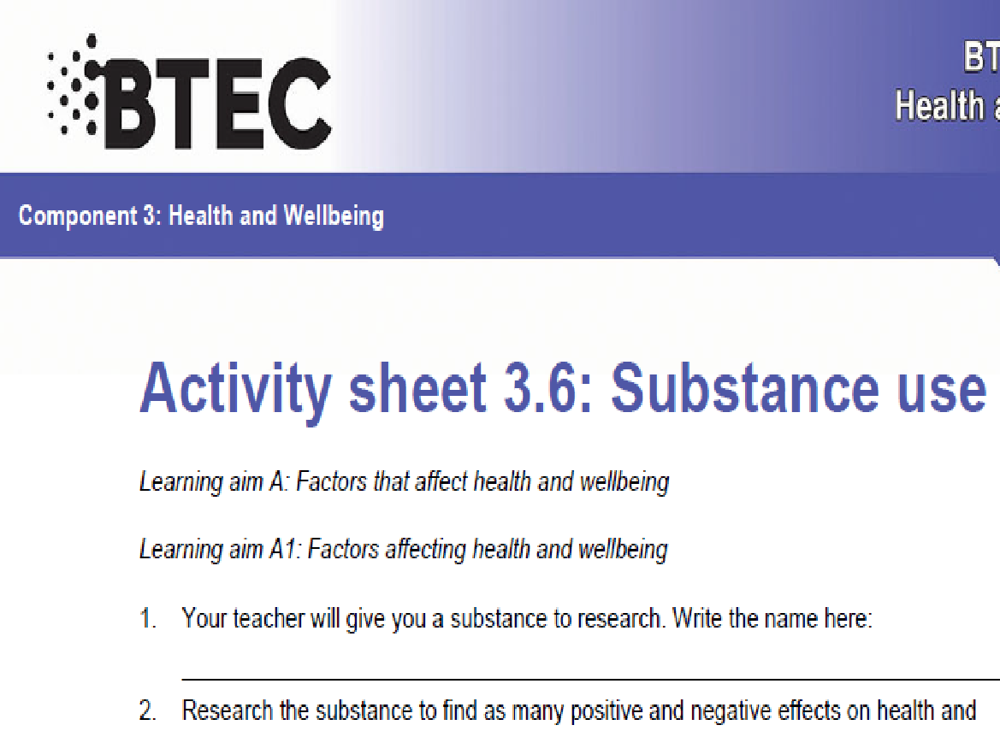 BTEC
BT
Health a
Component 3: Health and Wellbeing
Activity sheet 3.6: Substance use
Learning aim A: Factors that affect health and wellbeing
Learning aim A1: Factors affecting health and wellbeing
1. Your teacher will give you a substance to research. Write the name here:
2. Research the substance to find as many positive and negative effects on health and